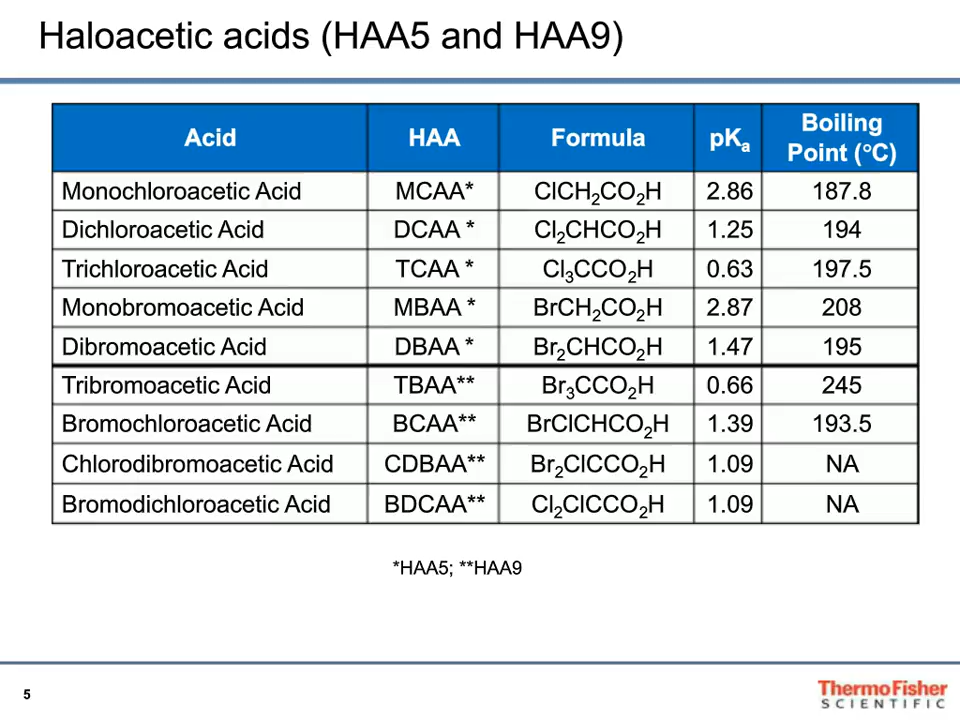 Haloacetic acids (HAA5 and HAA9)
Acid HAA Formula pKₐ Boiling Point (°C)
Monochloroacetic Acid MCAA* ClCH₂CO₂H 2.86 187.8
Dichloroacetic Acid DCAA * Cl₂CHCO₂H 1.25 194
Trichloroacetic Acid TCAA * Cl₃CCO₂H 0.63 197.5
Monobromoacetic Acid MBAA * BrCH₂CO₂H 2.87 208
Dibromoacetic Acid DBAA * Br₂CHCO₂H 1.47 195
Tribromoacetic Acid TBAA** Br₃CCO₂H 0.66 245
Bromochloroacetic Acid BCAA** BrClCHCO₂H 1.39 193.5
Chlorodibromoacetic Acid CDBAA** Br₂ClCCO₂H 1.09 NA
Bromodichloroacetic Acid BDCAA** Cl₂ClCCO₂H 1.09 NA
*HAA5; **HAA9
5
ThermoFisher
SCIENTIFIC